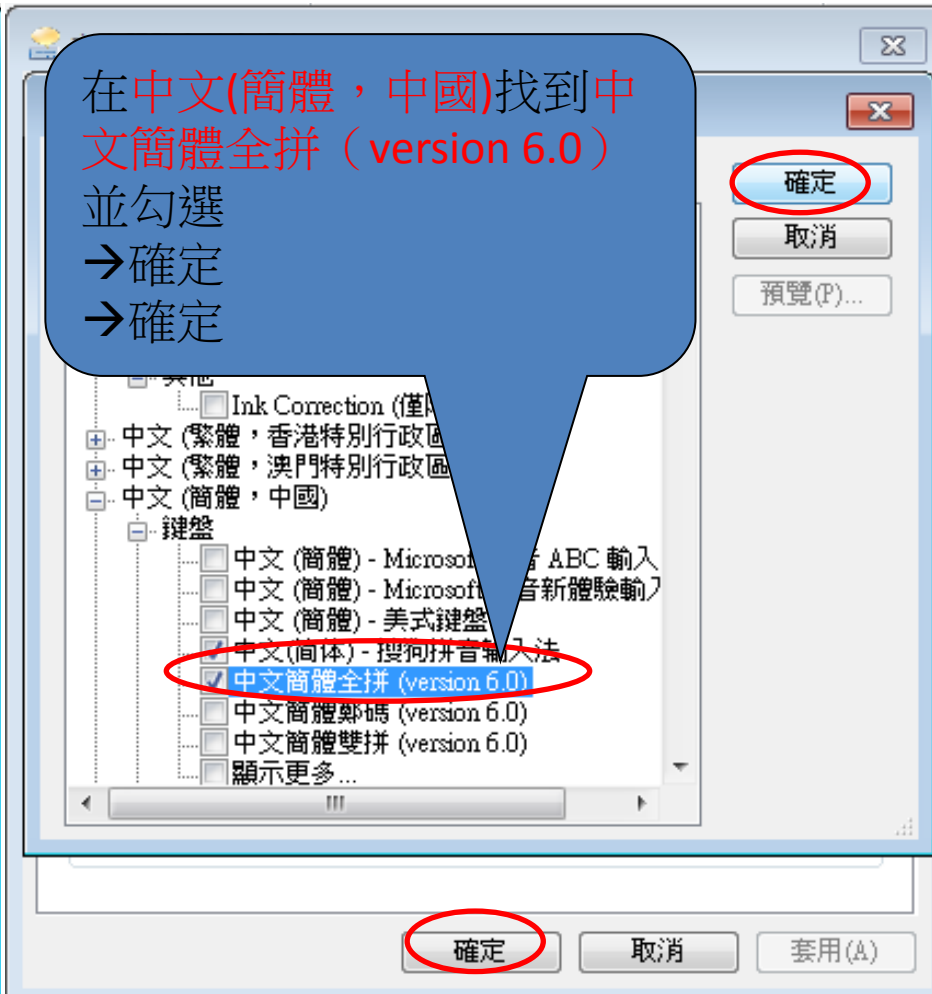 在中文(簡體，中國)找到中
文簡體全拼（version 6.0）
並勾選
→確定
→確定
確定
取消
預覽(P)...
其他
Ink Correction (僅
中文 (繁體，香港特別行政區
中文 (繁體，澳門特別行政區
中文 (簡體，中國)
鍵盤
中文 (簡體) - Microsoft 音 ABC 輸入
中文 (簡體) - Microsoft 音新體驗輸入
中文 (簡體) - 美式鍵盤
中文(简体) - 搜狗拼音输入法
中文簡體全拼 (version 6.0)
中文簡體鄭碼 (version 6.0)
中文簡體雙拼 (version 6.0)
顯示更多...
確定
取消
套用(A)